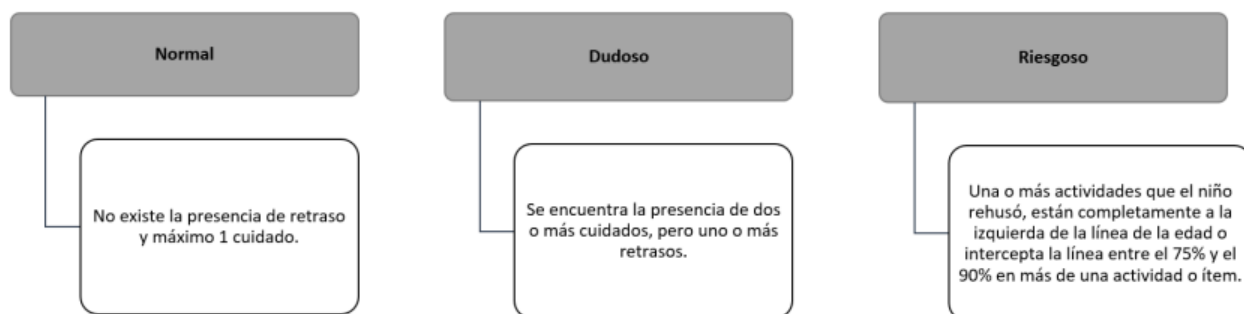 Normal
No existe la presencia de retraso
y máximo 1 cuidado.
Dudoso
Se encuentra la presencia de dos
o más cuidados, pero uno o más
retrasos.
Riesgoso
Una o más actividades que el niño
rehusó, están completamente a la
izquierda de la línea de la edad o
intercepta la línea entre el 75% y el
90% en más de una actividad o ítem.